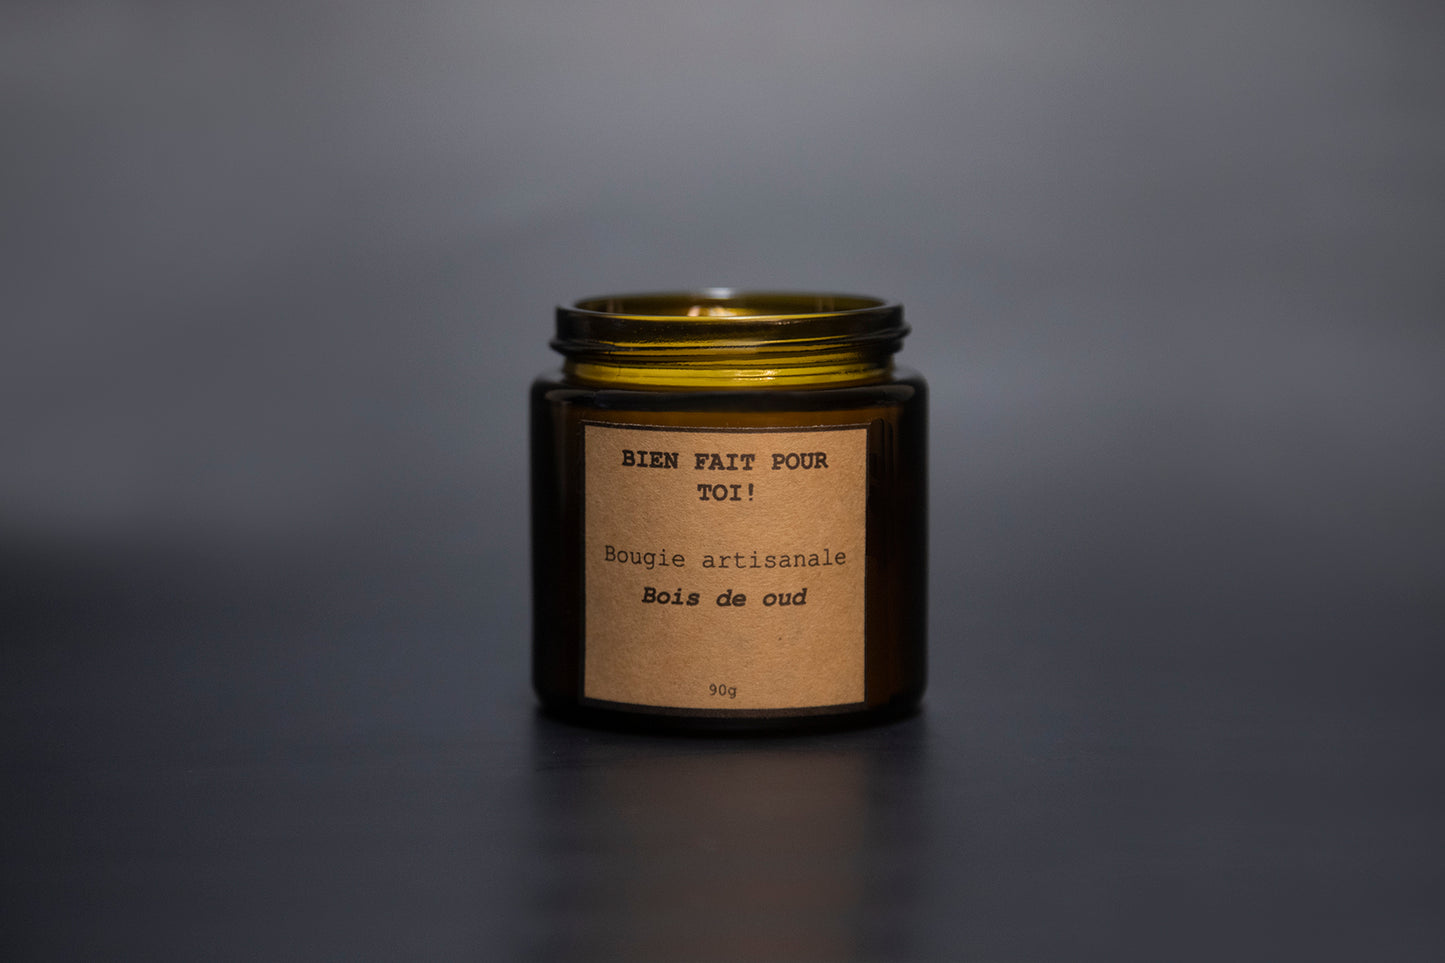 BIEN FAIT POUR
TOI!
Bougie artisanale
Bois de oud
90g